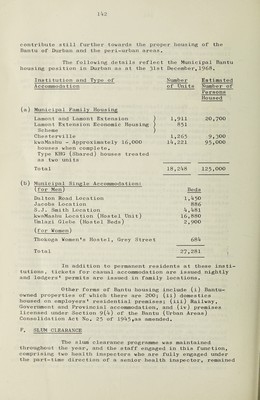 142
contribute still further towards the proper housing of the
Bantu of Durban and the peri-urban areas.
The following details reflect the Municipal Bantu
housing position in Durban as at the 31st December, 1968.
Institution and Type of Number Estimated
Accommodation of Units Number of
Persons
Housed
(a) Municipal Family Housing
Lamont and Lamont Extension ) 1,911 20,700
Lamont Extension Economic Housing ) 851
Scheme )
Chesterville 1,265 9,300
kwaMashu - Approximately 16,000 14,221 95,000
houses when complete.
Type KNG (Shared) houses treated
as two units
Total 18,248 125,000
(b) Municipal Single Accommodation:
(for Men) Beds
Dalton Road Location 1,450
Jacobs Location 886
S.J. Smith Location 4,481
kwaMashu Location (Hostel Unit) 16,880
Umlazi Glebe (Hostel Beds) 2,900
(for Women)
Thokoza Women's Hostel, Grey Street 684
Total 27,281
In addition to permanent residents at these insti-
tutions, tickets for casual accommodation are issued nightly
and lodgers' permits are issued in family locations.
Other forms of Bantu housing include (i) Bantu-
owned properties of which there are 200; (ii) domestics
housed on employers' residential premises; (iii) Railway,
Government and Provincial Compounds; and (iv) premises
licensed under Section 9(4) of the Bantu (Urban Areas)
Consolidation Act No. 25 of 1945, as amended.
F. SLUM CLEARANCE
The slum clearance programme was maintained
throughout the year, and the staff engaged in this function,
comprising two health inspectors who are fully engaged under
the part-time direction of a senior health inspector, remained